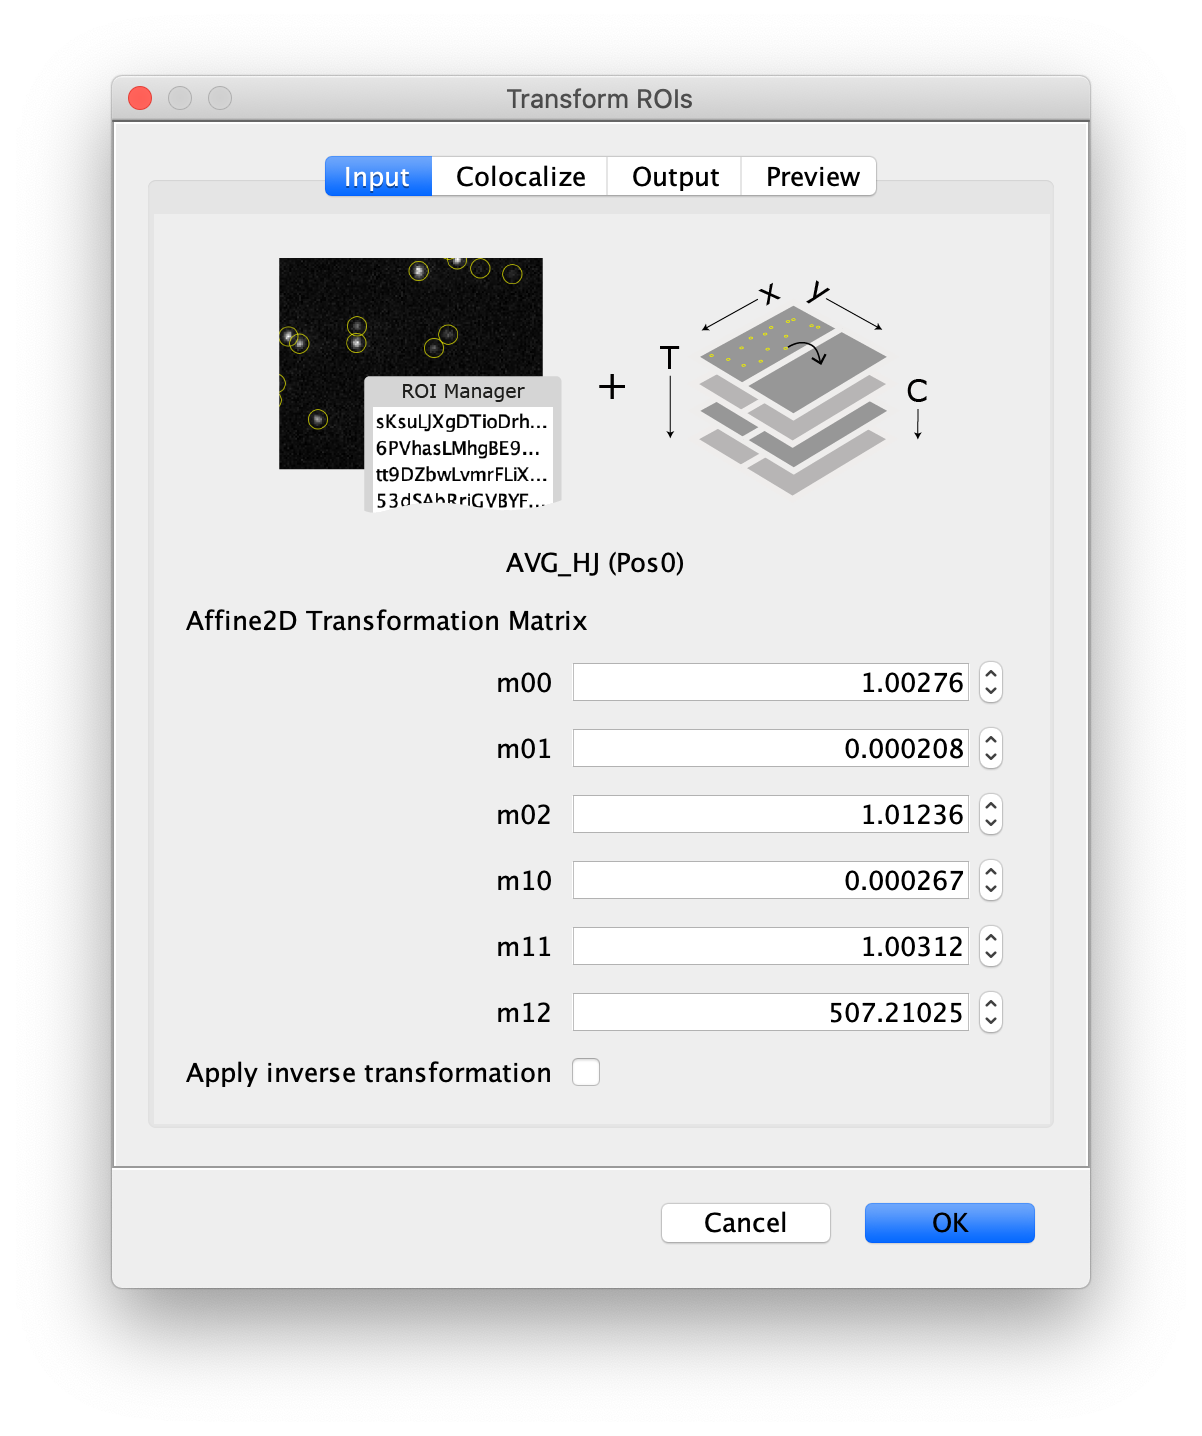 Transform ROIs
Input Colocalize Output Preview
x y
T
+
C
ROI Manager
sKsuLJXgDTioDrh...
6PVhasLMhgBE9...
tt9DZbwLvmrFLiX...
53dSAhRriGVBYF...
AVG_HJ (Pos0)
Affine2D Transformation Matrix
m00 1.00276
m01 0.000208
m02 1.01236
m10 0.000267
m11 1.00312
m12 507.21025
Apply inverse transformation
Cancel OK